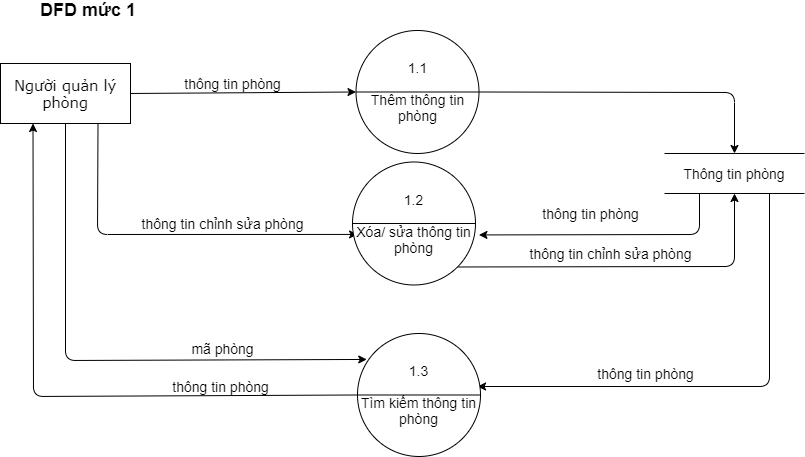 DFD mức 1
Người quản lý
phòng
thông tin phòng
1.1
Thêm thông tin
phòng
Thông tin phòng
1.2
Xóa/ sửa thông tin
phòng
thông tin chỉnh sửa phòng
thông tin phòng
thông tin chỉnh sửa phòng
mã phòng
1.3
Tìm kiếm thông tin
phòng
thông tin phòng
thông tin phòng